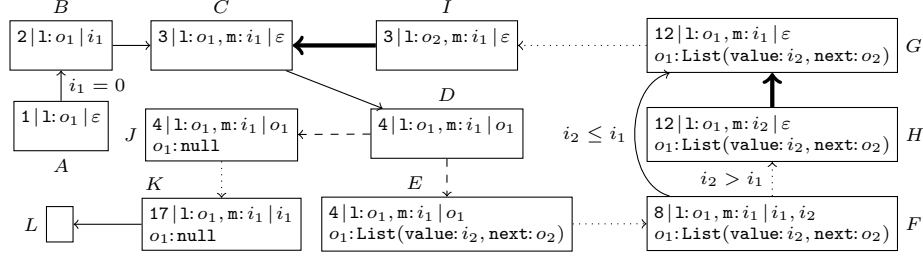 B
2 | l: o₁ | i₁
C
3 | l: o₁, m: i₁ | ε
I
3 | l: o₂, m: i₁ | ε
12 | l: o₁, m: i₁ | ε
o₁: List(value: i₂, next: o₂)
G
i₁ = 0
1 | l: o₁ | ε
A
J
4 | l: o₁, m: i₁ | o₁
o₁: null
D
4 | l: o₁, m: i₁ | o₁
i₂ ≤ i₁
12 | l: o₁, m: i₂ | ε
o₁: List(value: i₂, next: o₂)
H
i₂ > i₁
K
L
17 | l: o₁, m: i₁ | i₁
o₁: null
E
4 | l: o₁, m: i₁ | o₁
o₁: List(value: i₂, next: o₂)
8 | l: o₁, m: i₁ | i₁, i₂
o₁: List(value: i₂, next: o₂)
F